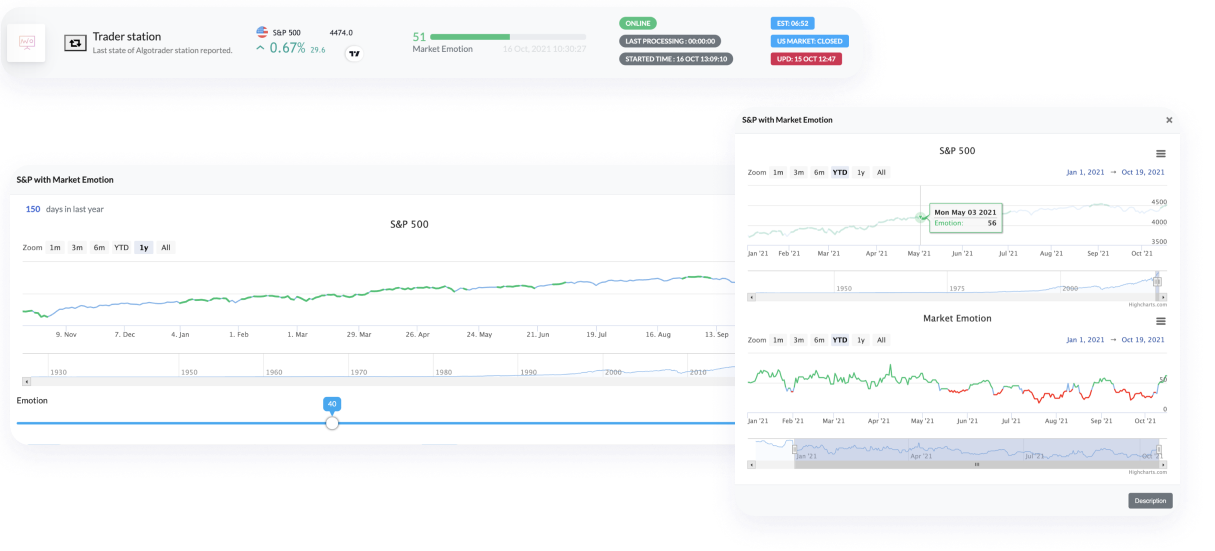 Trader station
Last state of Algotrader station reported.
S&P 500 4474.0
0.67% 29.6
51
Market Emotion 16 Oct, 2021 10:30:27
ONLINE
LAST PROCESSING : 00:00:00
STARTED TIME : 16 OCT 13:09:10
EST: 06:52
US MARKET: CLOSED
UPD: 15 OCT 12:47
S&P with Market Emotion
150 days in last year
S&P 500
Zoom 1m 3m 6m YTD 1y All
9. Nov 7. Dec 4. Jan 1. Feb 1. Mar 29. Mar 26. Apr 24. May 21. Jun 19. Jul 16. Aug 13. Sep
1930 1950 1960 1970 1980 1990 2000 2010
Emotion
40
S&P with Market Emotion ×
S&P 500
Zoom 1m 3m 6m YTD 1y All Jan 1, 2021 → Oct 19, 2021
Mon May 03 2021
Emotion: 56
4500
4000
3500
Jan '21 Feb '21 Mar '21 Apr '21 May '21 Jun '21 Jul '21 Aug '21 Sep '21 Oct '21
1950 1975 2000
Highcharts.com
Market Emotion
Zoom 1m 3m 6m YTD 1y All Jan 1, 2021 → Oct 19, 2021
50
0
Jan '21 Feb '21 Mar '21 Apr '21 May '21 Jun '21 Jul '21 Aug '21 Sep '21 Oct '21
Jan '21 Apr '21 Jul '21 Oct '21
Highcharts.com
Description